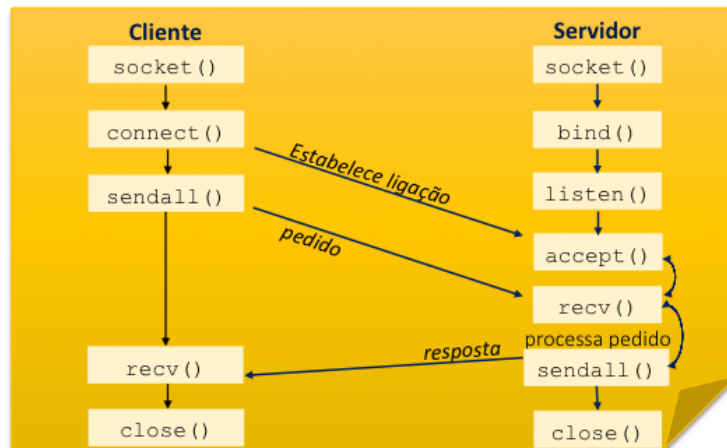 Cliente
socket()
connect()
sendall()
recv()
close()
Estabelece ligação
pedido
resposta
Servidor
socket()
bind()
listen()
accept()
recv()
processa pedido
sendall()
close()